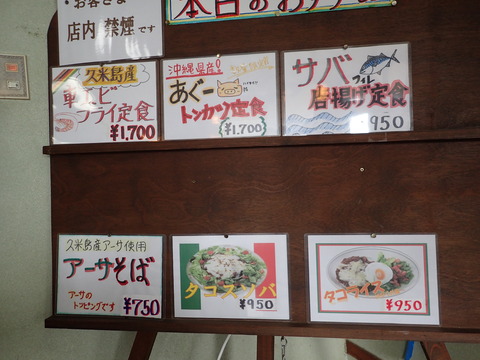 お客さま
店内 禁煙です
本日のおすすめ
久米島産
車エビ
フライ定食
¥1,700
沖縄県産!
あぐー
トンカツ定食
¥1,700
サバ
唐揚げ定食
950
久米島産アーサ使用
アーサそば
アーサの
トッピングです
¥750
タコスソバ
¥950
タコライス
¥950